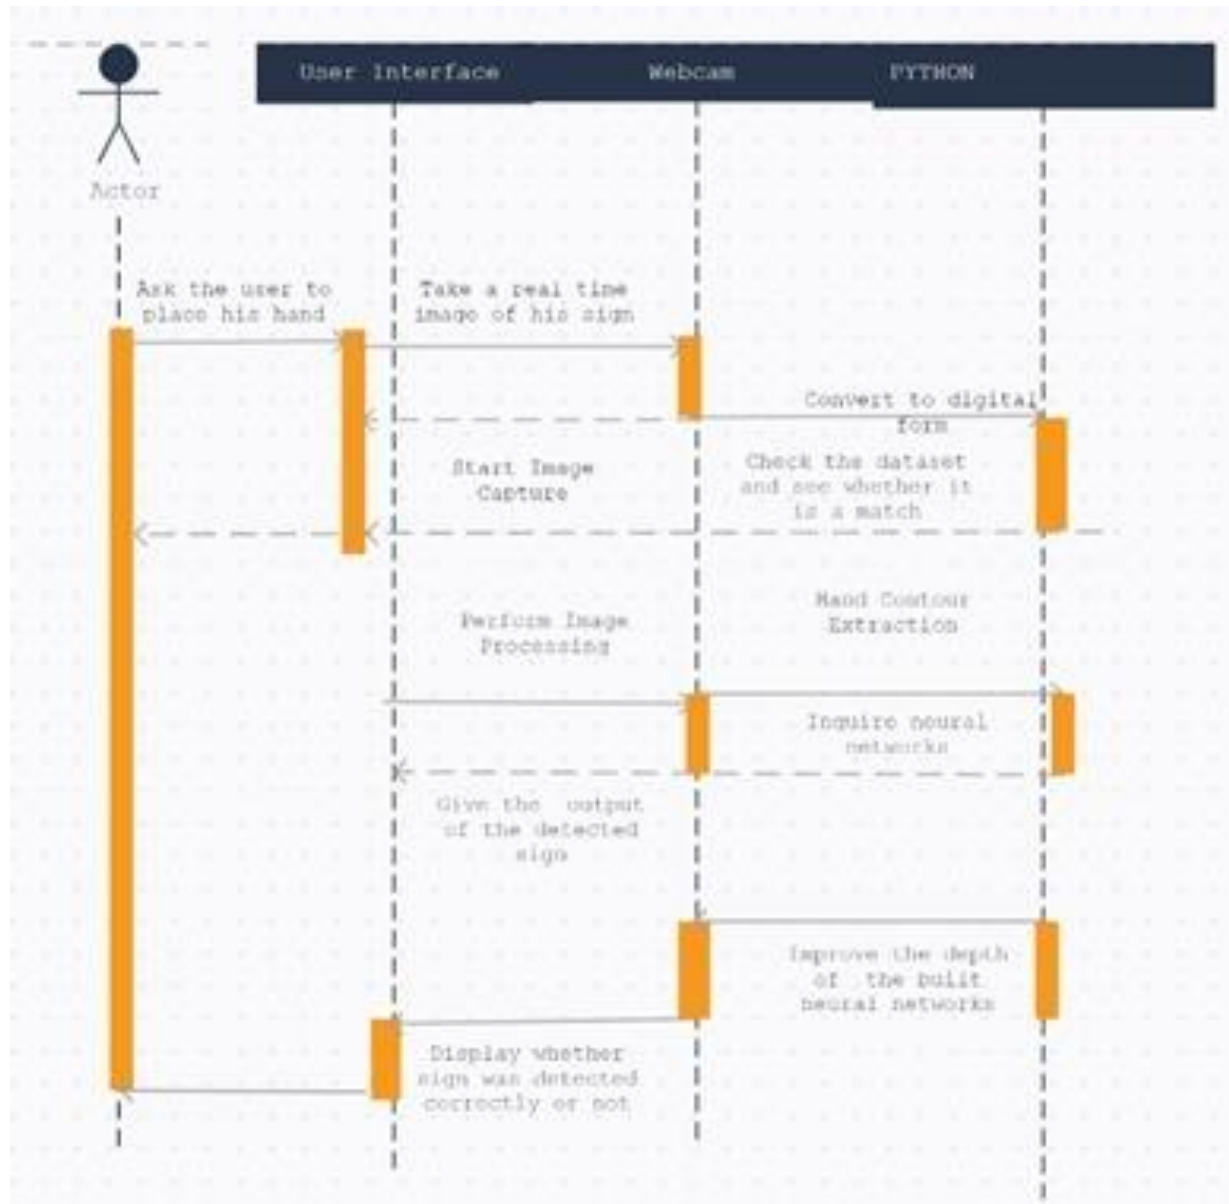 User Interface
Webcam
PYTHON
Actor
Ask the user to
place his hand
Take a real time
image of his sign
Convert to digital
form
Start Image
Capture
Check the dataset
and see whether it
is a match
Perform Image
Processing
Hand Contour
Extraction
Inquire neural
networks
Give the output
of the detected
sign
Improve the depth
of the built
neural networks
Display whether
sign was detected
correctly or not